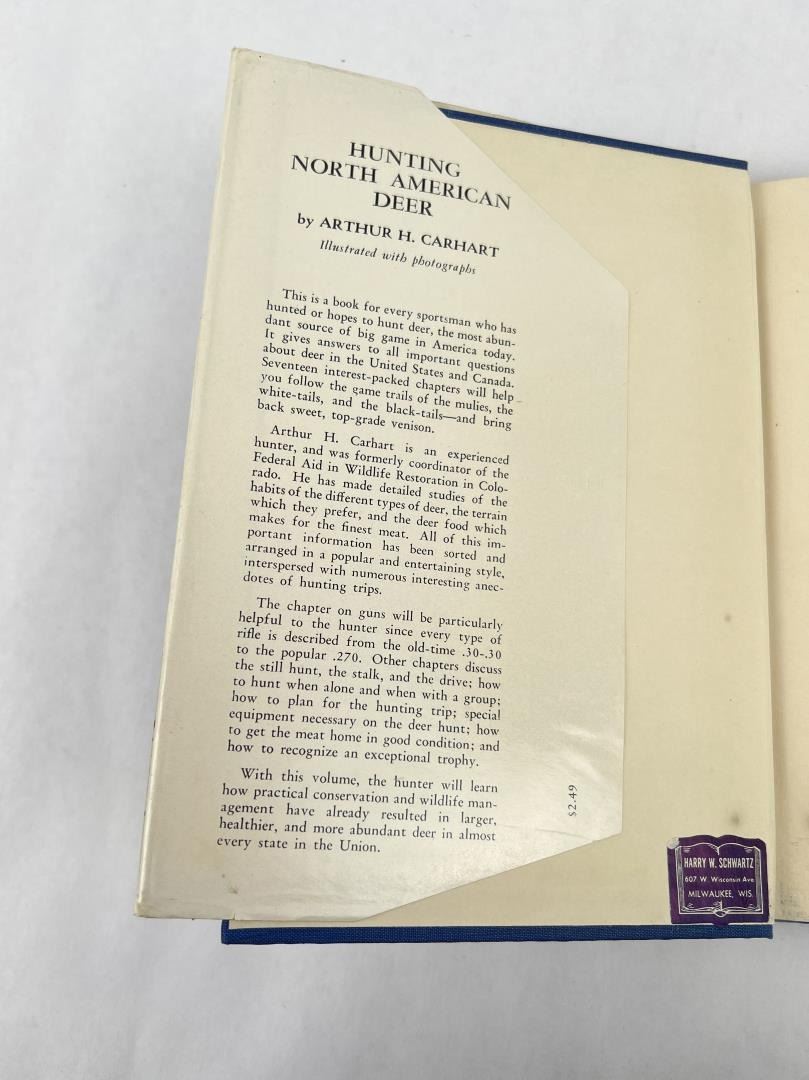 HUNTING
NORTH AMERICAN
DEER
by ARTHUR H. CARHART
Illustrated with photographs
This is a book for every sportsman who has
hunted or hopes to hunt deer, the most abun-
dant source of big game in America today.
It gives answers to all important questions
about deer in the United States and Canada.
Seventeen interest-packed chapters will help
you follow the game trails of the mulies, the
white-tails, and the black-tails—and bring
back sweet, top-grade venison.
Arthur H. Carhart is an experienced
hunter, and was formerly coordinator of the
Federal Aid in Wildlife Restoration in Colo-
rado. He has made detailed studies of the
habits of the different types of deer, the terrain
which they prefer, and the deer food which
makes for the finest meat. All of this im-
portant information has been sorted and
arranged in a popular and entertaining style,
interspersed with numerous interesting anec-
dotes of hunting trips.
The chapter on guns will be particularly
helpful to the hunter since every type of
rifle is described from the old-time .30-.30
to the popular .270. Other chapters discuss
the still hunt, the stalk, and the drive; how
to hunt when alone and when with a group;
how to plan for the hunting trip; special
equipment necessary on the deer hunt; how
to get the meat home in good condition; and
how to recognize an exceptional trophy.
With this volume, the hunter will learn
how practical conservation and wildlife man-
agement have already resulted in larger,
healthier, and more abundant deer in almost
every state in the Union.
$2.49
HARRY W. SCHWARTZ
607 W. Wisconsin Ave
MILWAUKEE, WIS.